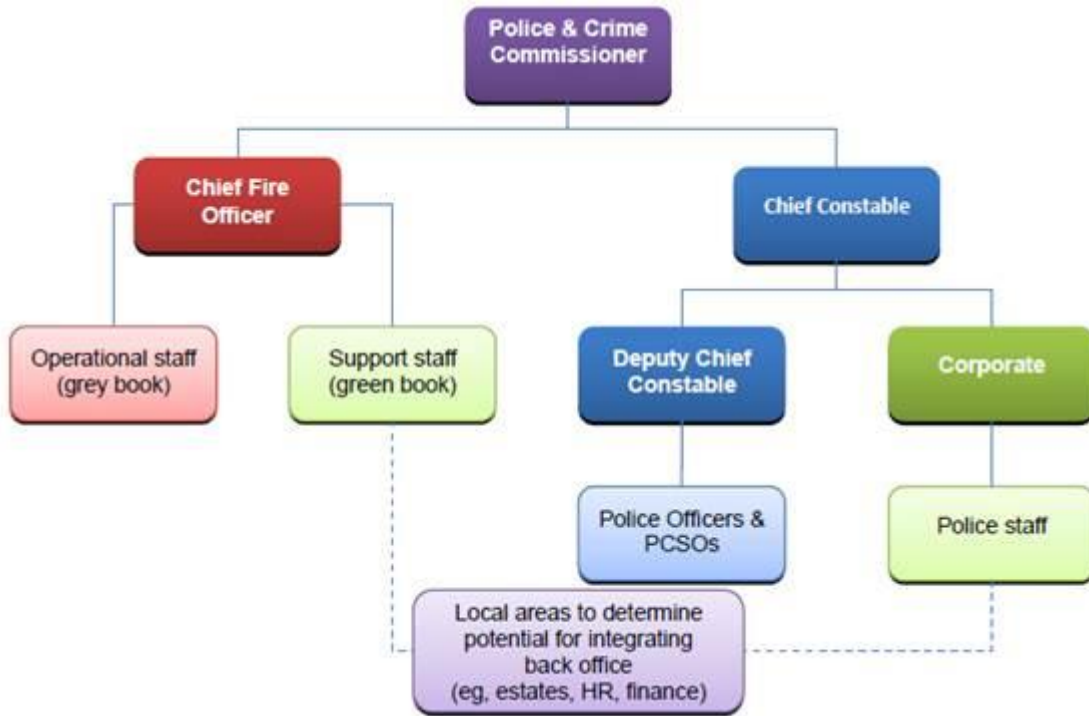 Police & Crime
Commissioner
Chief Fire
Officer
Chief Constable
Operational staff
(grey book)
Support staff
(green book)
Deputy Chief
Constable
Corporate
Police Officers &
PCSOs
Police staff
Local areas to determine
potential for integrating
back office
(eg, estates, HR, finance)